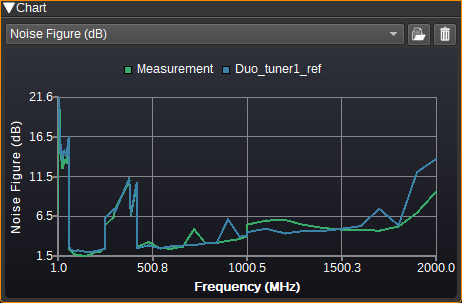 ▼Chart
Noise Figure (dB)
Measurement Duo_tuner1_ref
21.6
16.5
11.5
6.5
1.5
Noise Figure (dB)
1.0 500.8 1000.5 1500.3 2000.0
Frequency (MHz)